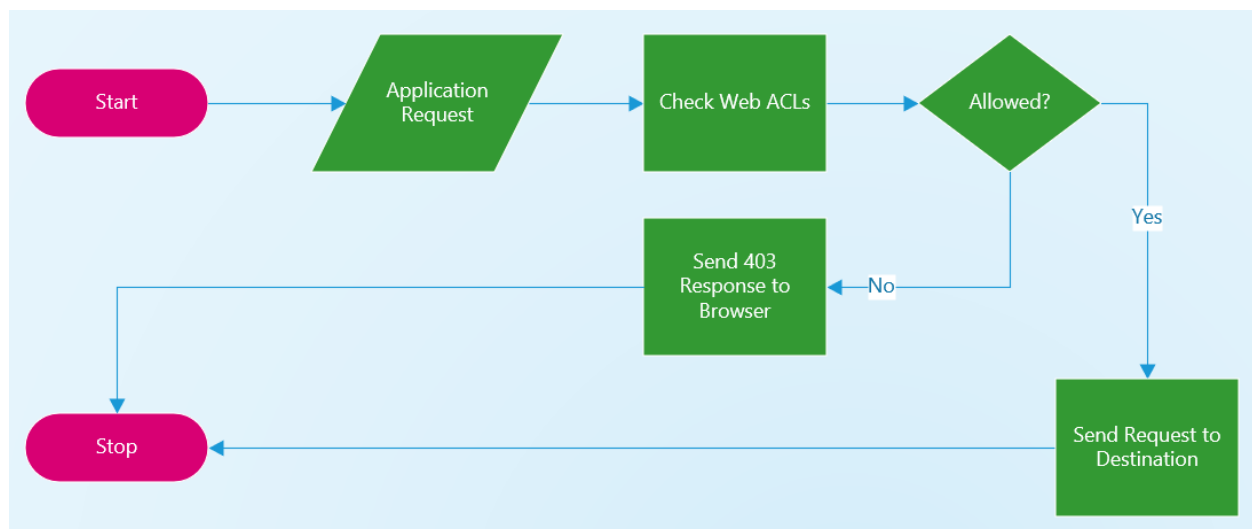 Start
Application
Request
Check Web ACLs
Allowed?
Yes
Send 403
Response to
Browser
No
Stop
Send Request to
Destination